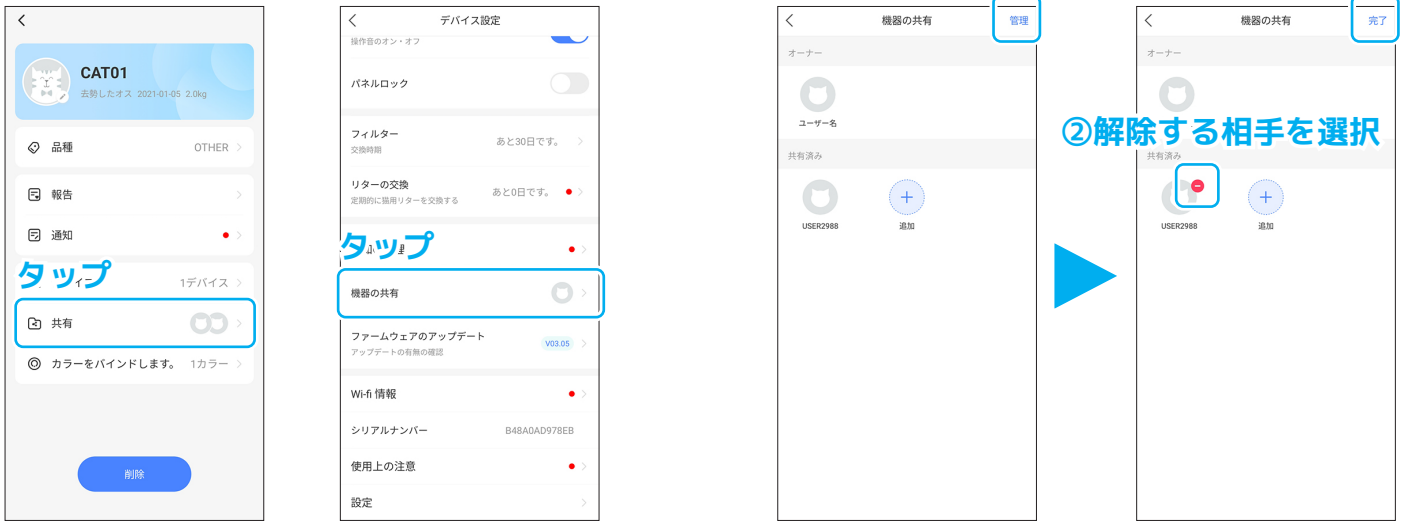 CAT01
去勢したオス 2021-01-05 2.0kg
品種 OTHER
報告
通知
タップ
1デバイス
共有
カラーをバインドします。 1カラー
削除
デバイス設定
操作音のオン・オフ
パネルロック
フィルター
交換時期
あと30日です。
リターの交換
定期的に猫用リターを交換する
あと0日です。
タップ
機器の共有
ファームウェアのアップデート
アップデートの有無の確認
V03.05
Wi-fi 情報
シリアルナンバー B48A0AD978EB
使用上の注意
設定
機器の共有 管理
オーナー
ユーザー名
共有済み
USER2988 追加
機器の共有 完了
オーナー
②解除する相手を選択
共有済み
USER2988 追加